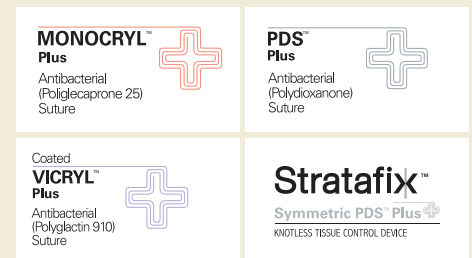 MONOCRYL™
Plus
Antibacterial
(Poliglecaprone 25)
Suture
PDS™
Plus
Antibacterial
(Polydioxanone)
Suture
Coated
VICRYL™
Plus
Antibacterial
(Polyglactin 910)
Suture
Stratafix™
Symmetric PDS™ Plus
KNOTLESS TISSUE CONTROL DEVICE